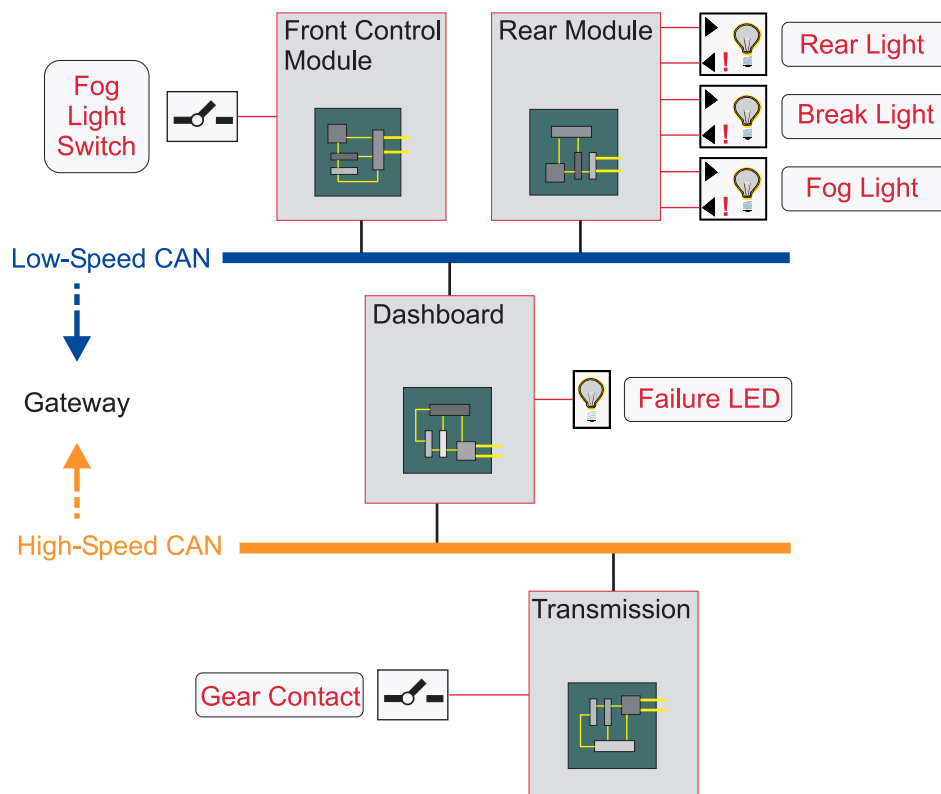 Front Control
Module
Rear Module
Rear Light
!
Fog
Light
Switch
Break Light
!
Fog Light
!
Low-Speed CAN
Dashboard
Gateway
Failure LED
High-Speed CAN
Transmission
Gear Contact